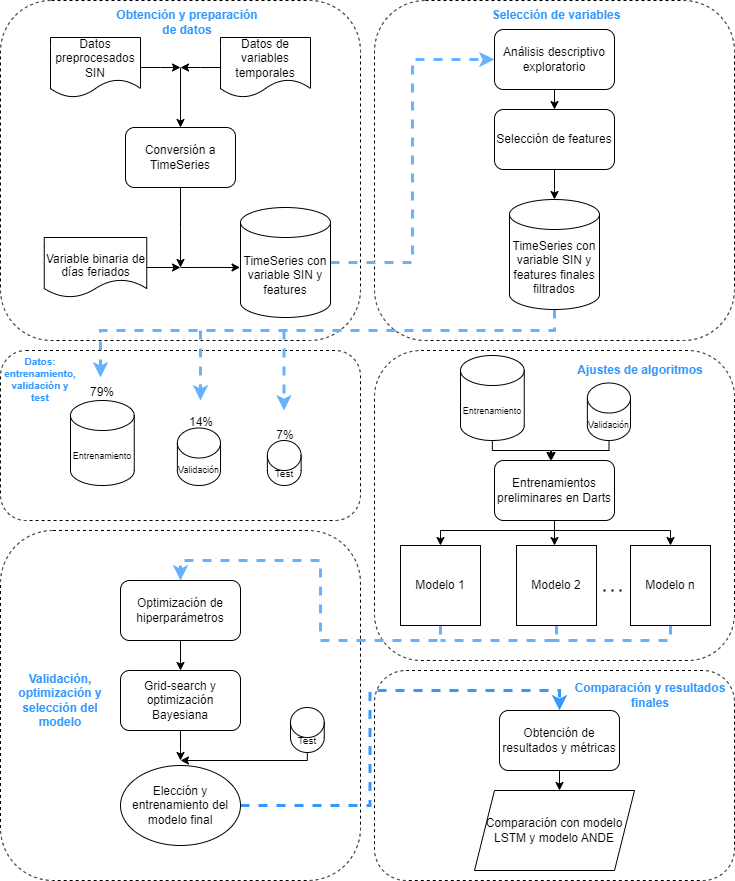 Obtención y preparación
de datos
Datos
preprocesados
SIN
Datos de
variables
temporales
Conversión a
TimeSeries
Variable binaria de
días feriados
TimeSeries con
variable SIN y
features
Selección de variables
Análisis descriptivo
exploratorio
Selección de features
TimeSeries con
variable SIN y
features finales
filtrados
Datos:
entrenamiento,
validación y
test
79%
Entrenamiento
14%
Validación
7%
Test
Ajustes de algoritmos
Entrenamiento
Validación
Entrenamientos
preliminares en Darts
Modelo 1
Modelo 2
...
Modelo n
Validación,
optimización y
selección del
modelo
Optimización de
hiperparámetros
Grid-search y
optimización
Bayesiana
Test
Elección y
entrenamiento del
modelo final
Comparación y resultados
finales
Obtención de
resultados y métricas
Comparación con modelo
LSTM y modelo ANDE